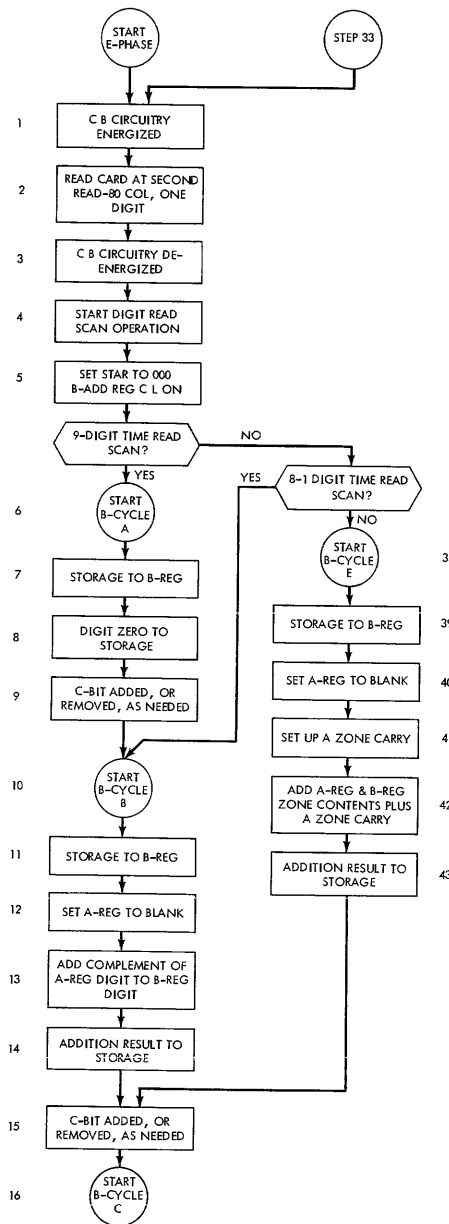 START
E-PHASE
STEP 33
1
C B CIRCUITRY
ENERGIZED
2
READ CARD AT SECOND
READ-80 COL, ONE
DIGIT
3
C B CIRCUITRY DE-
ENERGIZED
4
START DIGIT READ
SCAN OPERATION
5
SET STAR TO 000
B-ADD REG C L ON
9-DIGIT TIME READ
SCAN?
NO
YES
YES
8-1 DIGIT TIME READ
SCAN?
NO
6
START
B-CYCLE
A
START
B-CYCLE
E
3
7
STORAGE TO B-REG
STORAGE TO B-REG
39
8
DIGIT ZERO TO
STORAGE
SET A-REG TO BLANK
40
9
C-BIT ADDED, OR
REMOVED, AS NEEDED
SET UP A ZONE CARRY
4
10
START
B-CYCLE
B
ADD A-REG & B-REG
ZONE CONTENTS PLUS
A ZONE CARRY
42
11
STORAGE TO B-REG
ADDITION RESULT TO
STORAGE
43
12
SET A-REG TO BLANK
13
ADD COMPLEMENT OF
A-REG DIGIT TO B-REG
DIGIT
14
ADDITION RESULT TO
STORAGE
15
C-BIT ADDED, OR
REMOVED, AS NEEDED
16
START
B-CYCLE
C